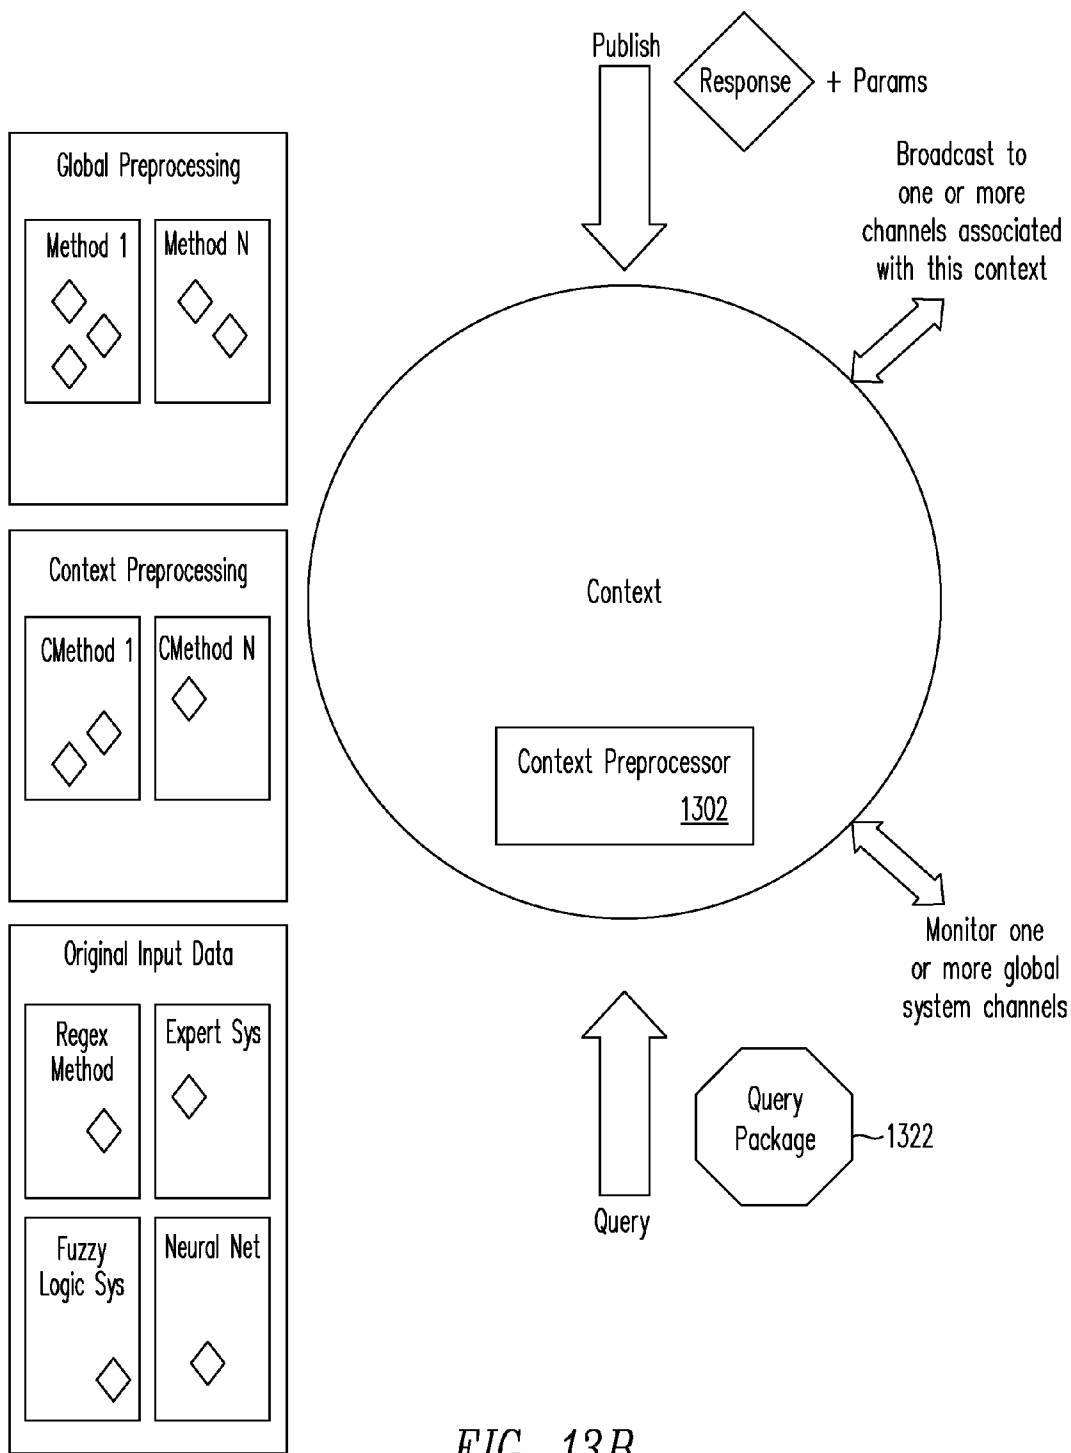 Publish
Response
+ Params
Broadcast to
one or more
channels associated
with this context
Global Preprocessing
Method 1
Method N
Context Preprocessing
CMethod 1
CMethod N
Context
Context Preprocessor
1302
Original Input Data
Regex
Method
Expert Sys
Fuzzy
Logic Sys
Neural Net
Monitor one
or more global
system channels
Query
Package
1322
Query
FIG. 13B